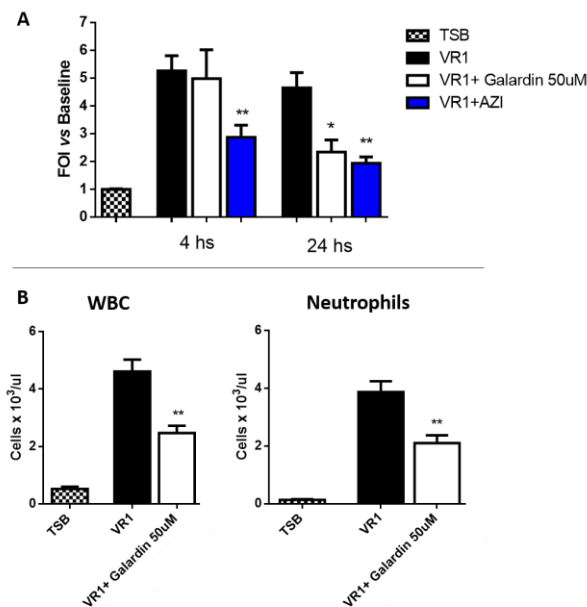 A
FOI vs Baseline
7
6
5
4
3
2
1
0
**
*
**
4 hs
24 hs
TSB
VR1
VR1+ Galardin 50uM
VR1+AZI
B
WBC
Cells x 10³/ul
6
4
2
0
**
TSB
VR1
VR1+ Galardin 50uM
Neutrophils
Cells x 10³/ul
6
4
2
0
**
TSB
VR1
VR1+ Galardin 50uM